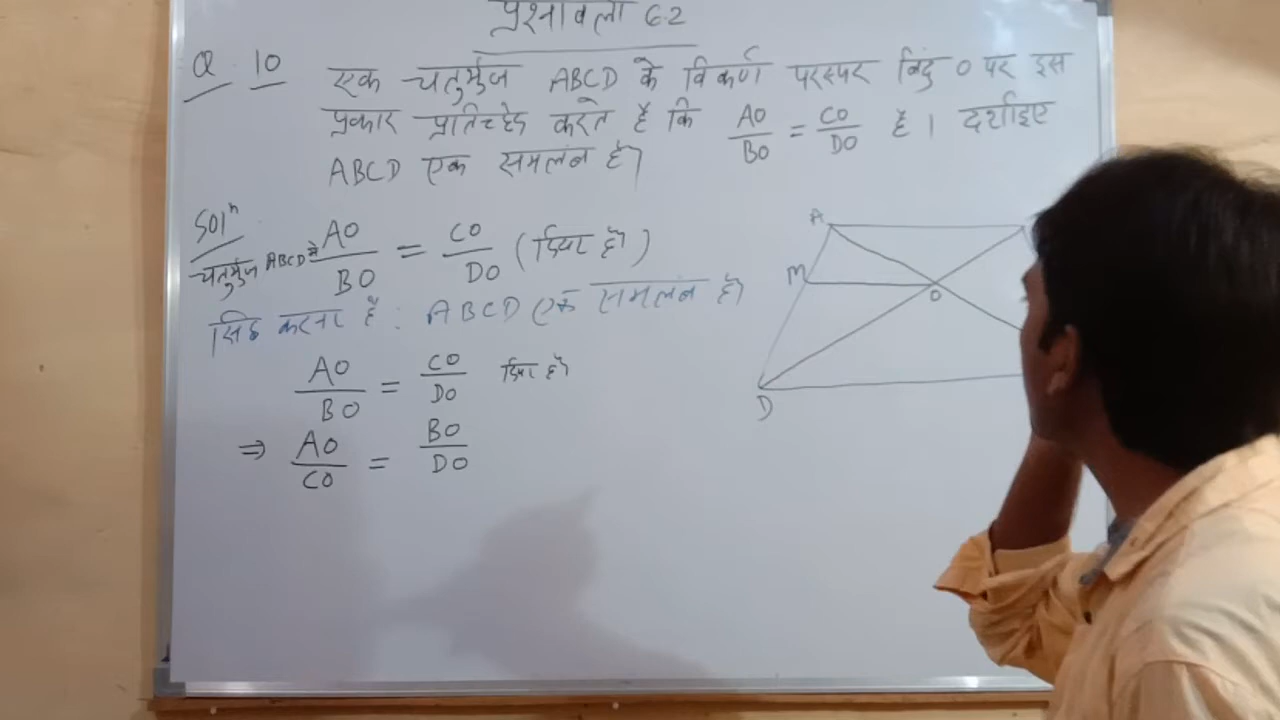 प्रश्नावली 6.2
Q. 10 एक चतुर्भुज ABCD के विकर्ण परस्पर बिंदु O पर इस
प्रकार प्रतिच्छेद करते है कि AO/BO = CO/DO है। दर्शाइए
ABCD एक समलंब है।
Solⁿ
चतुर्भुज ABCD मे AO/BO = CO/DO (दिया है।)
सिद्ध करना है : ABCD एक समलंब है।
AO/BO = CO/DO दिया है।
⇒ AO/CO = BO/DO
A
M
O
D